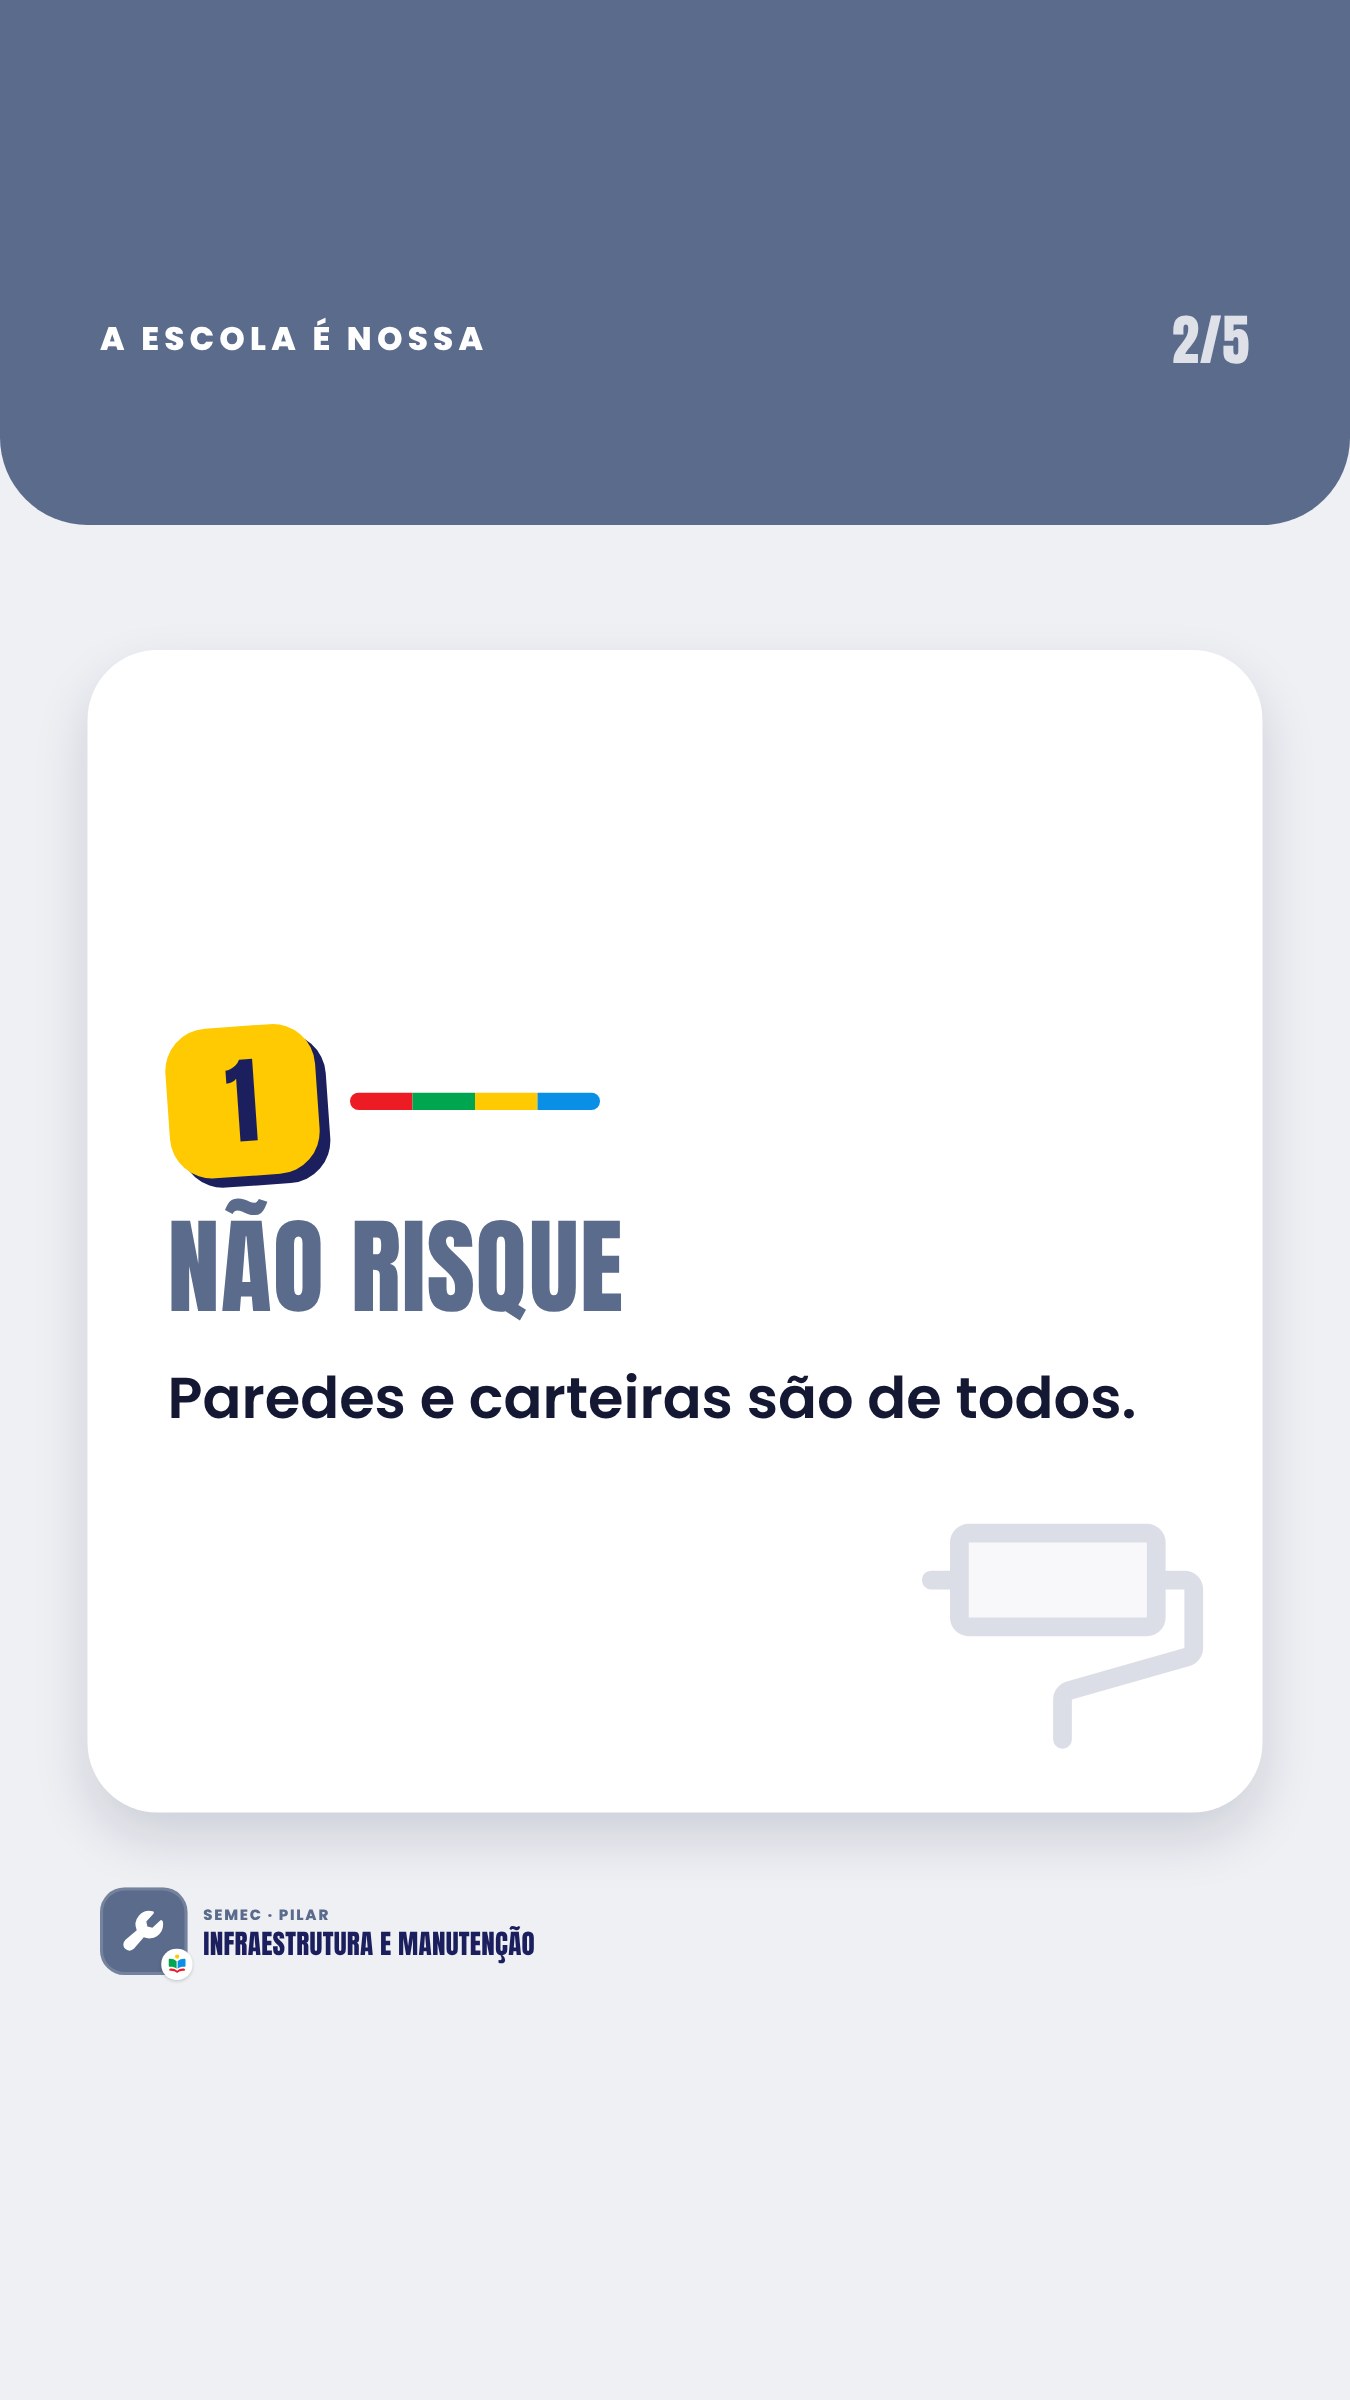 A ESCOLA É NOSSA
2/5
1
NÃO RISQUE
Paredes e carteiras são de todos.
SEMEC · PILAR
INFRAESTRUTURA E MANUTENÇÃO